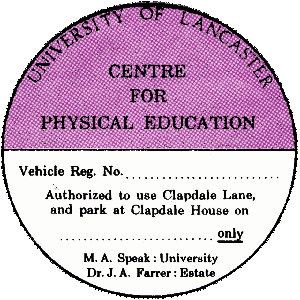 UNIVERSITY OF LANCASTER
CENTRE
FOR
PHYSICAL EDUCATION
Vehicle Reg. No. ................................
Authorized to use Clapdale Lane,
and park at Clapdale House on
................................ only
M. A. Speak : University
Dr. J. A. Farrer : Estate